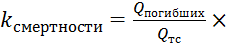 kсмертности = Qпогибших / Qтс ×